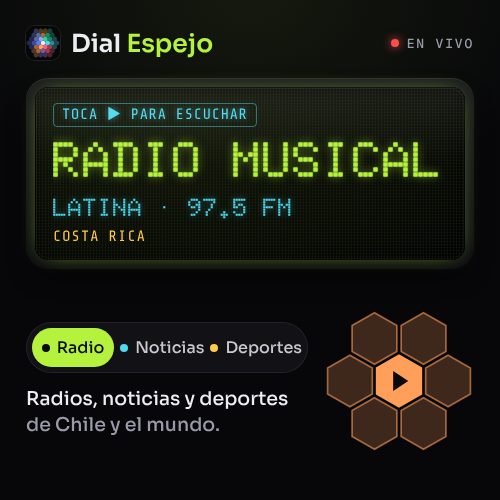 Dial Espejo
EN VIVO
TOCA ▶ PARA ESCUCHAR
RADIO MUSICAL
LATINA · 97.5 FM
COSTA RICA
Radio Noticias Deportes
Radios, noticias y deportes
de Chile y el mundo.